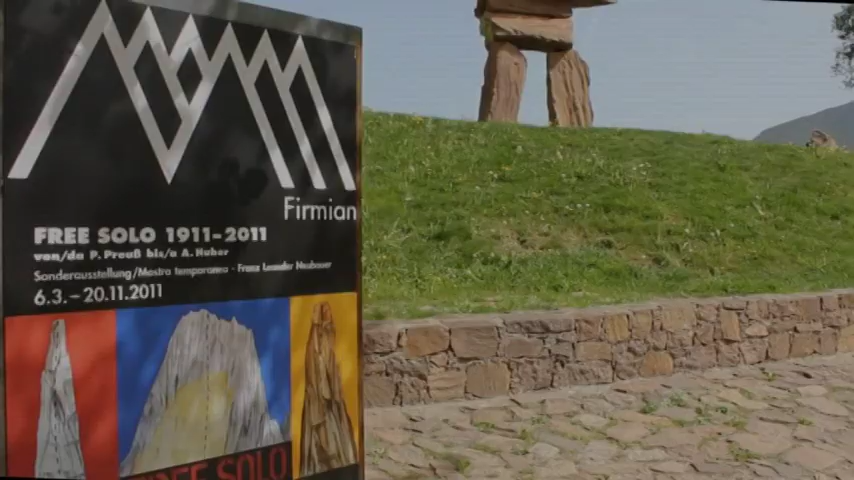 MMM
Firmian
FREE SOLO 1911-2011
von/da P. Preuß bis/a A. Huber
Sonderausstellung/Mostra temporanea · Franz Leander Neubauer
6.3.-20.11.2011
FREE SOLO